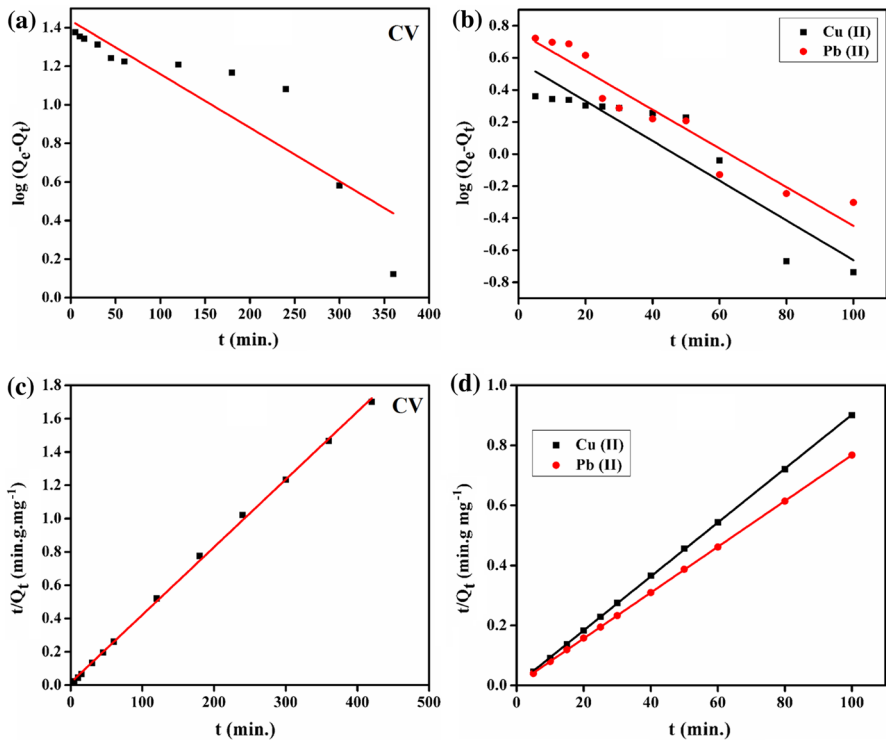 (a)
CV
log (Qe-Qt)
1.4
1.2
1.0
0.8
0.6
0.4
0.2
0.0
0 50 100 150 200 250 300 350 400
t (min.)
(b)
Cu (II)
Pb (II)
log (Qe-Qt)
0.8
0.6
0.4
0.2
0.0
-0.2
-0.4
-0.6
-0.8
0 20 40 60 80 100
t (min.)
(c)
CV
t/Qt (min.g.mg-1)
1.8
1.6
1.4
1.2
1.0
0.8
0.6
0.4
0.2
0.0
0 100 200 300 400 500
t (min.)
(d)
Cu (II)
Pb (II)
t/Qt (min.g mg-1)
1.0
0.8
0.6
0.4
0.2
0.0
0 20 40 60 80 100
t (min.)